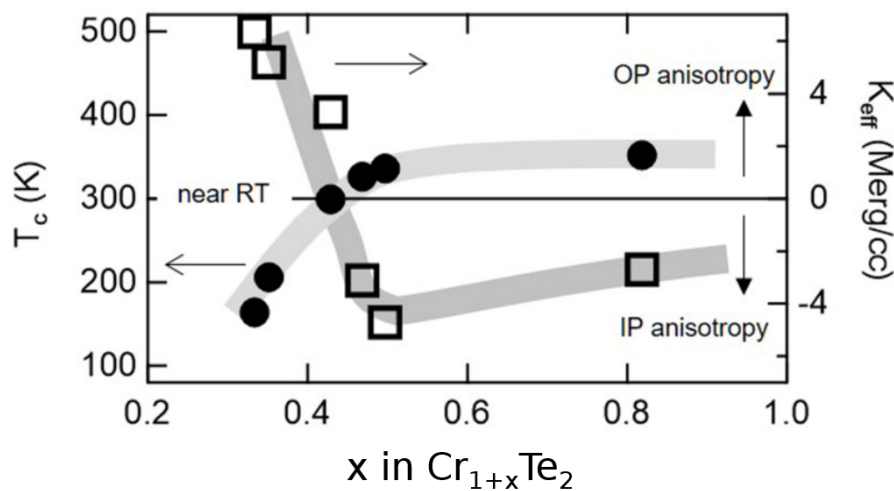 500
400
300
200
100
T_c (K)
near RT
OP anisotropy
IP anisotropy
4
0
-4
K_eff (Merg/cc)
0.2 0.4 0.6 0.8 1.0
x in Cr_{1+x}Te_2